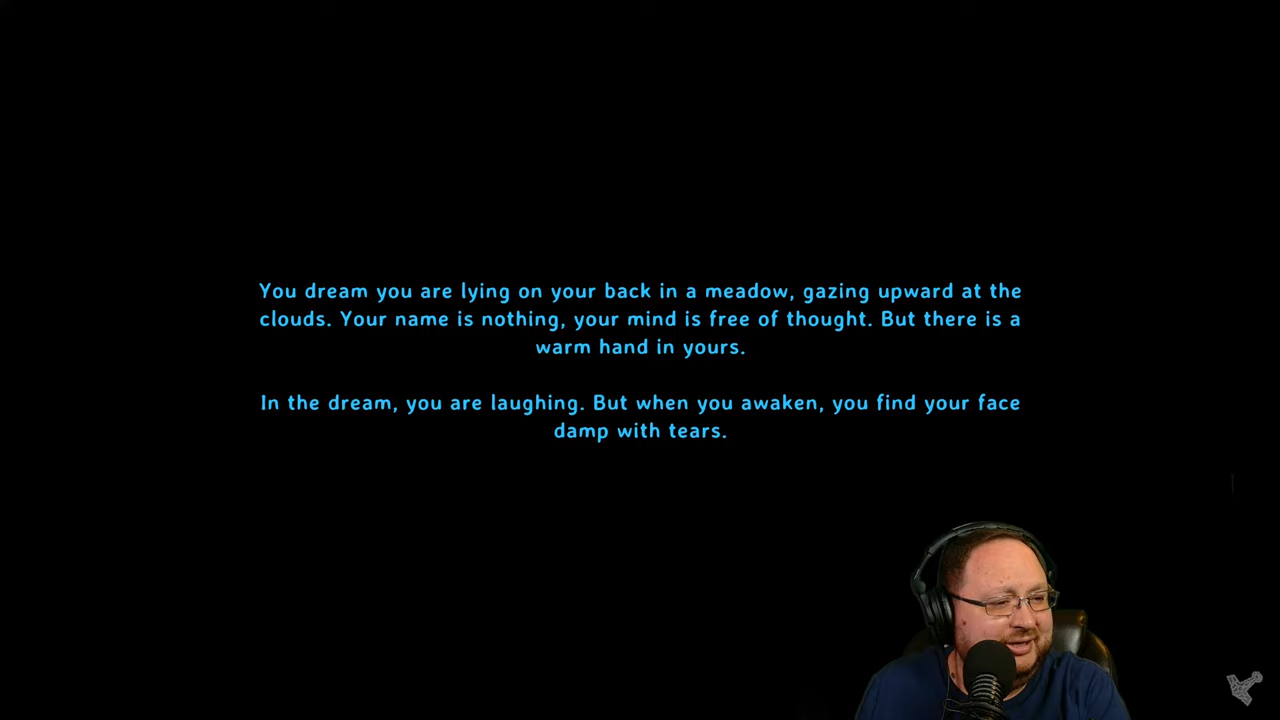 You dream you are lying on your back in a meadow, gazing upward at the
clouds. Your name is nothing, your mind is free of thought. But there is a
warm hand in yours.
In the dream, you are laughing. But when you awaken, you find your face
damp with tears.